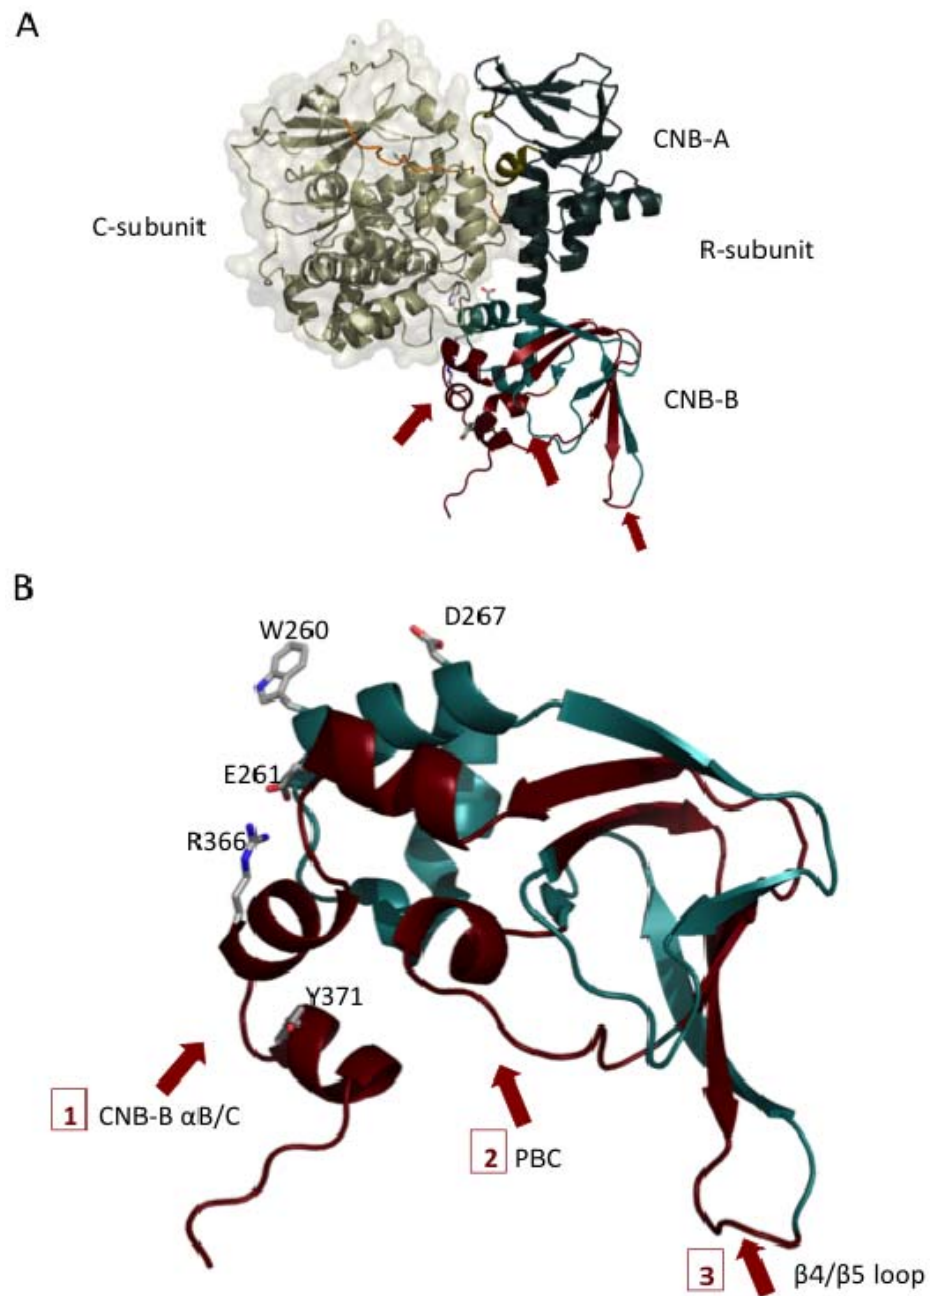 A
CNB-A
C-subunit
R-subunit
CNB-B
B
D267
W260
E261
R366
Y371
1 CNB-B αB/C
2 PBC
3 β4/β5 loop